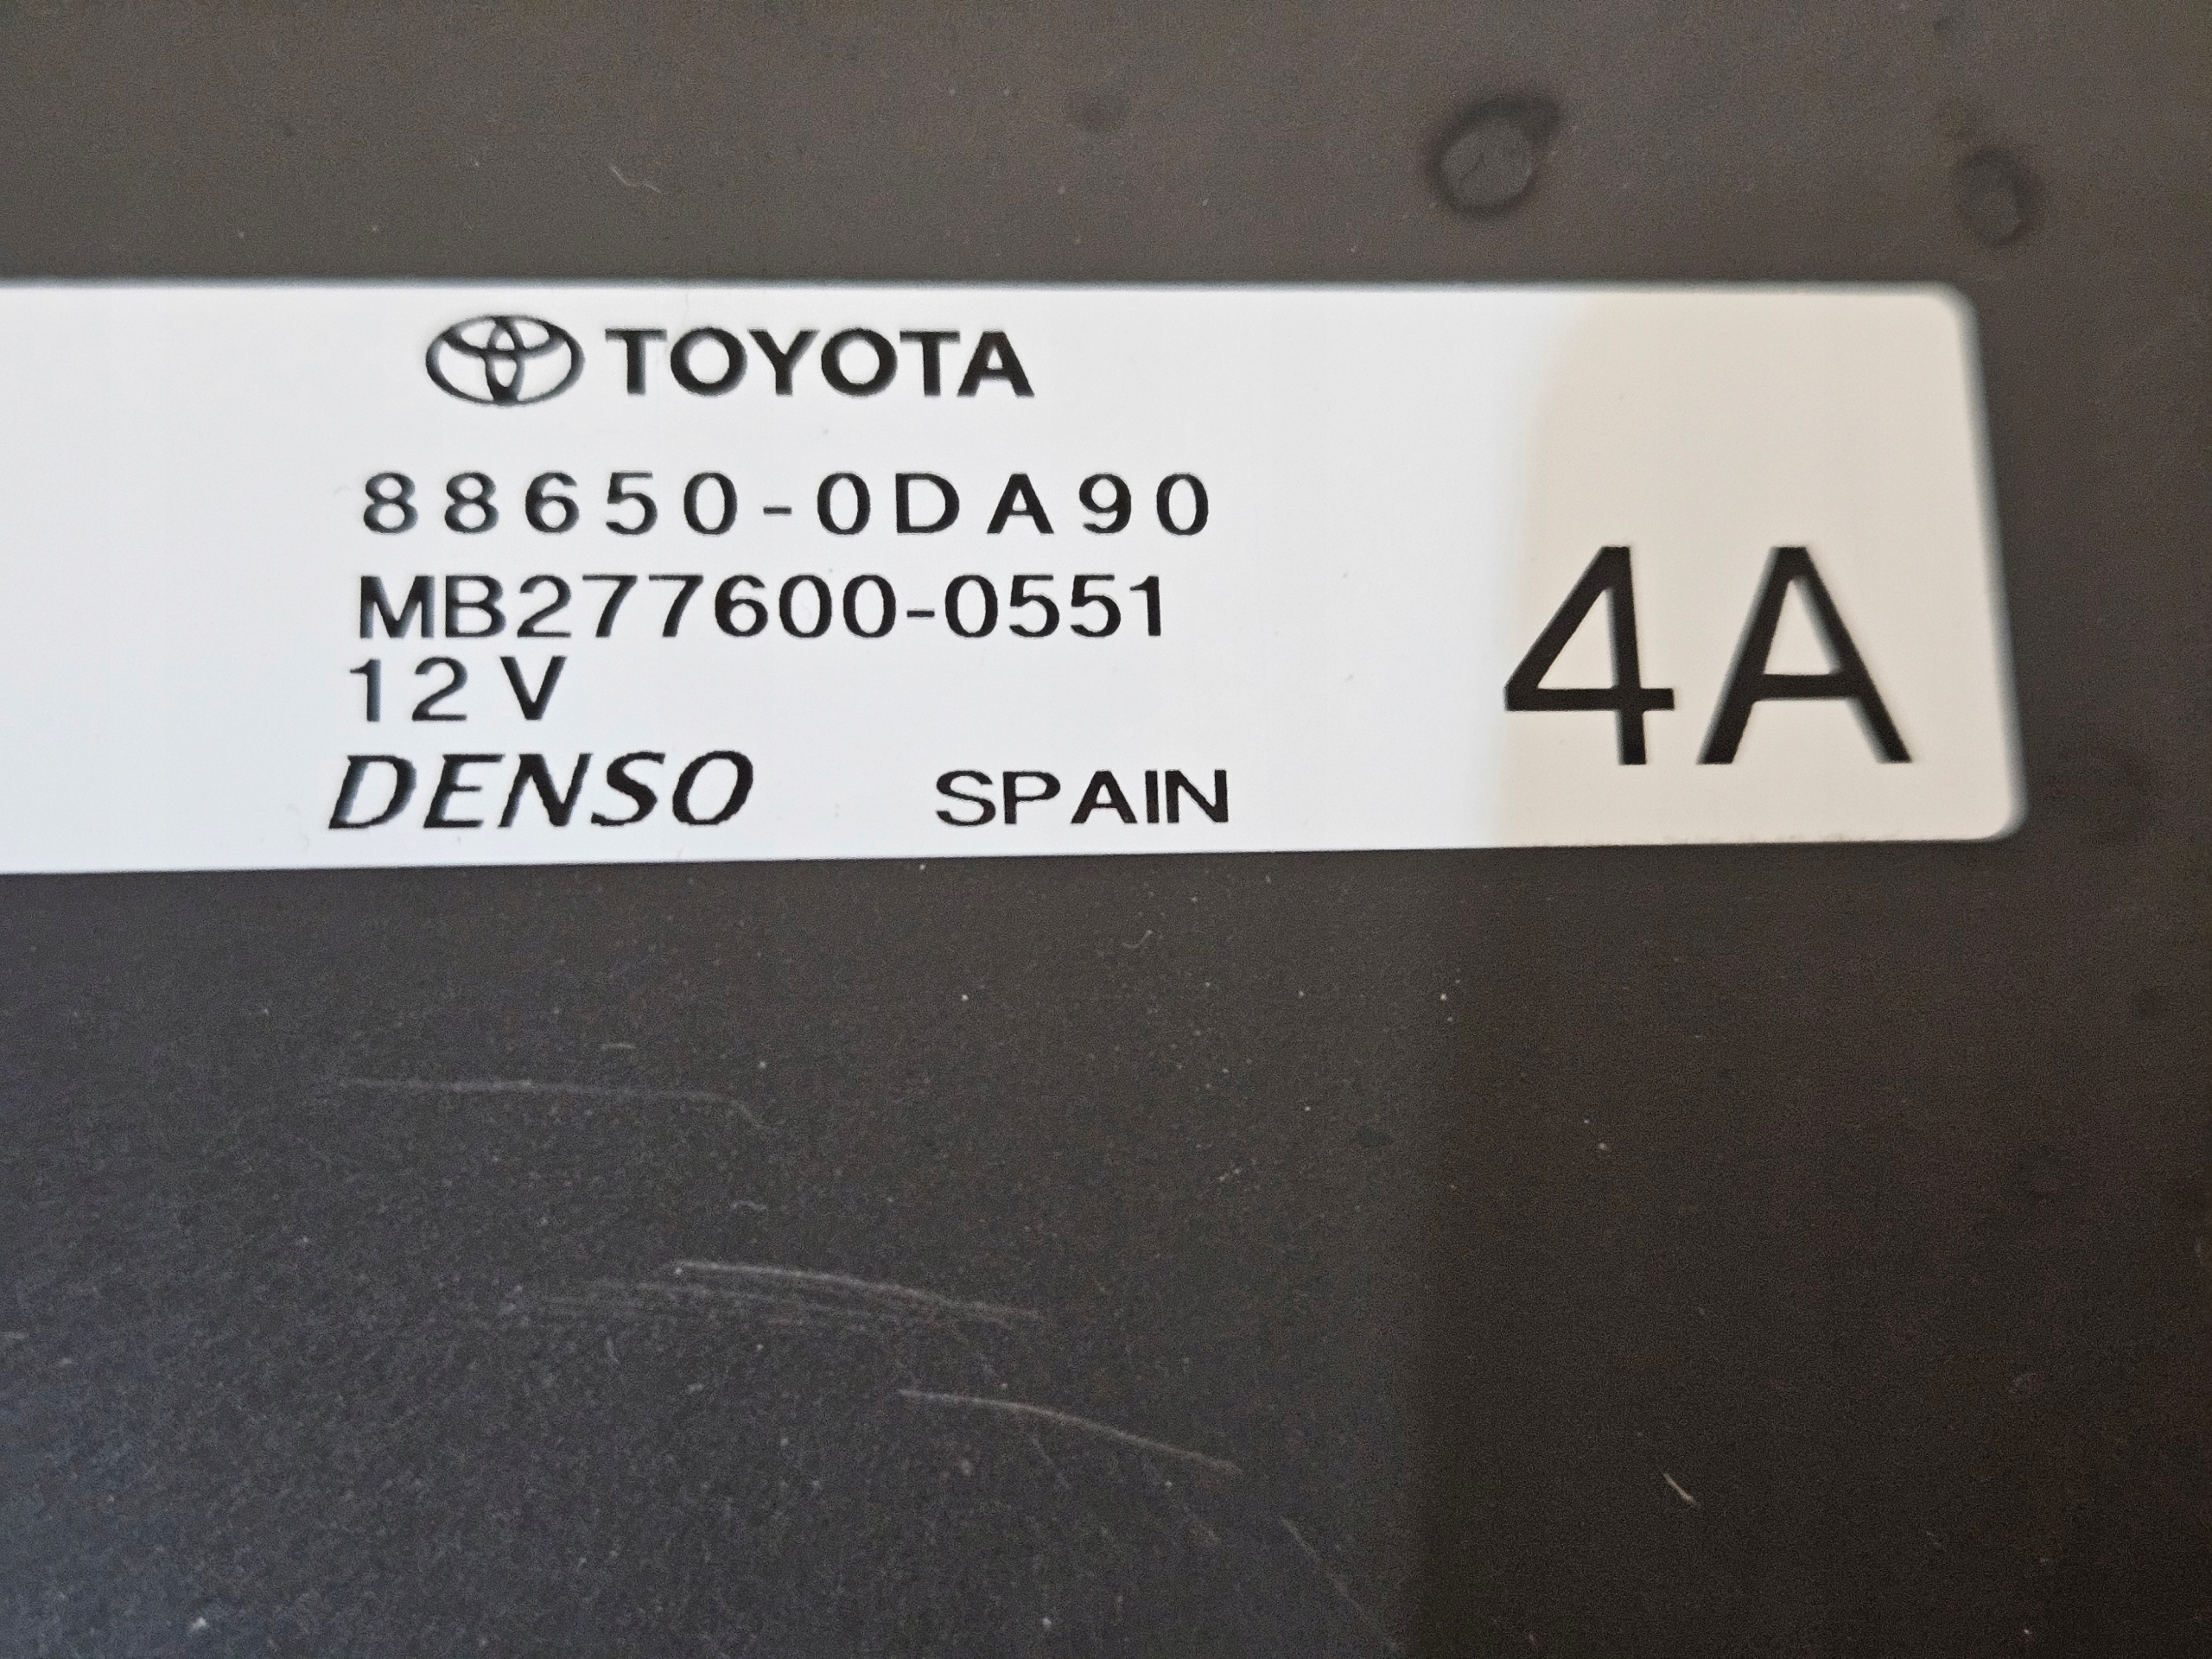 TOYOTA
88650-0DA90
MB277600-0551
12V
DENSO SPAIN
4A